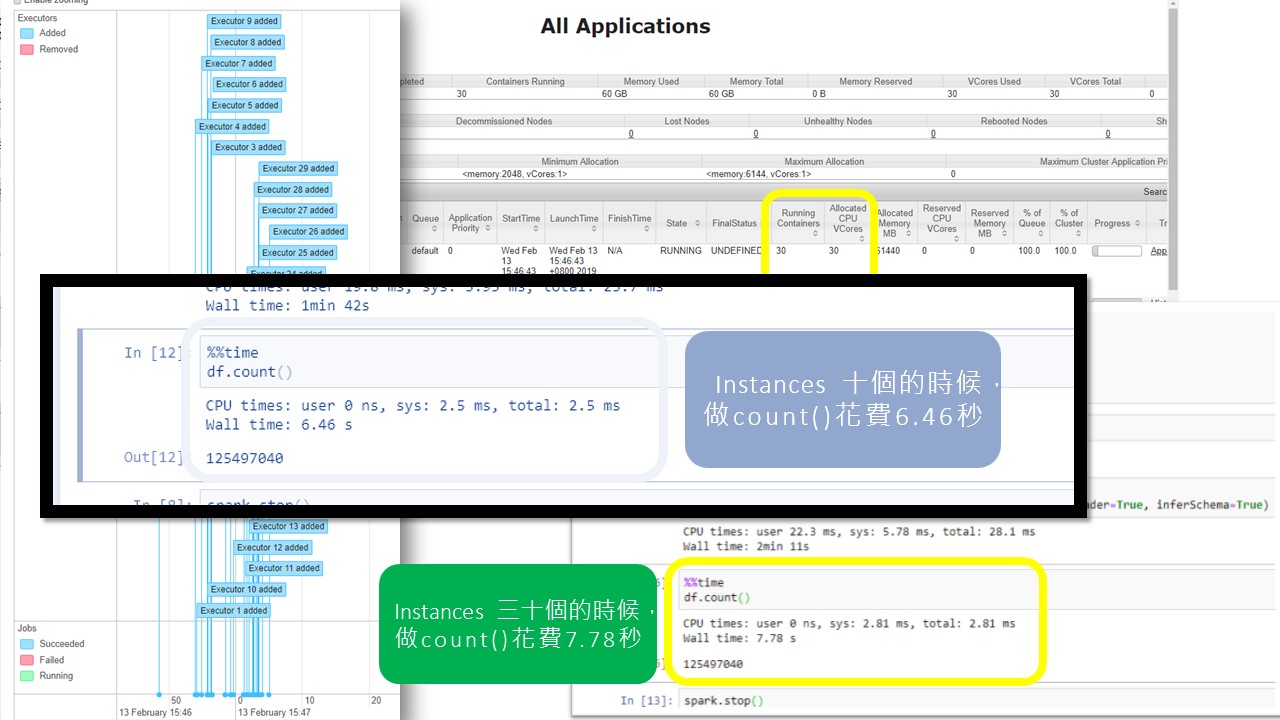 Enable zooming
Executors
Added
Removed
Executor 9 added
Executor 8 added
Executor 7 added
Executor 6 added
Executor 5 added
Executor 4 added
Executor 3 added
Executor 29 added
Executor 28 added
Executor 27 added
Executor 26 added
Executor 25 added
Executor 24 added
All Applications
Containers Running Memory Used Memory Total Memory Reserved VCores Used VCores Total
30 60 GB 60 GB 0 B 30 30 0
Decommissioned Nodes Lost Nodes Unhealthy Nodes Rebooted Nodes Sh
0 0 0 0
Minimum Allocation Maximum Allocation Maximum Cluster Application Pri
<memory:2048, vCores:1> <memory:6144, vCores:1> 0
Searc
Queue Application Priority StartTime LaunchTime FinishTime State FinalStatus Running Containers Allocated CPU VCores Allocated Memory MB Reserved CPU VCores Reserved Memory MB % of Queue % of Cluster Progress Tr
default 0 Wed Feb 13 15:46:43 Wed Feb 13 15:46:43 +0800 2019 N/A RUNNING UNDEFINED 30 30 61440 0 0 100.0 100.0 App
CPU times: user 19.8 ms, sys: 3.95 ms, total: 23.7 ms
Wall time: 1min 42s
In [12]: %%time
df.count()
CPU times: user 0 ns, sys: 2.5 ms, total: 2.5 ms
Wall time: 6.46 s
Out[12] 125497040
In [8]: spark.stop()
Instances 十個的時候，
做count()花費6.46秒
der=True, inferSchema=True)
CPU times: user 22.3 ms, sys: 5.78 ms, total: 28.1 ms
Wall time: 2min 11s
%%time
df.count()
CPU times: user 0 ns, sys: 2.81 ms, total: 2.81 ms
Wall time: 7.78 s
125497040
In [13]: spark.stop()
Instances 三十個的時候，
做count()花費7.78秒
Executor 13 added
Executor 12 added
Executor 11 added
Executor 10 added
Executor 1 added
Jobs
Succeeded
Failed
Running
50 0 10 20
13 February 15:46 13 February 15:47